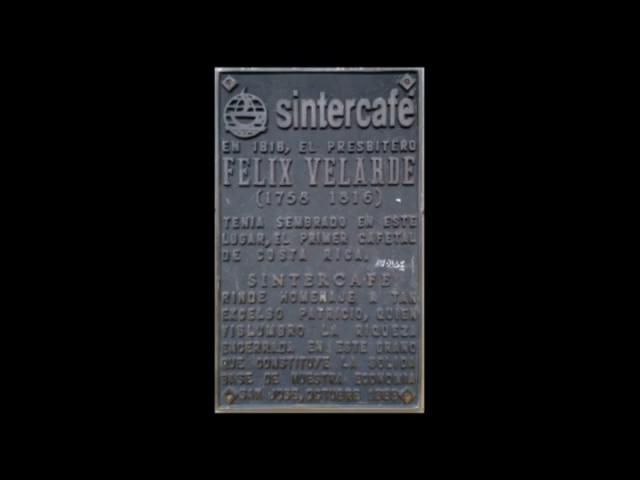 sintercafé
EN 1816, EL PRESBITERO
FELIX VELARDE
(1758 1816)
TENIA SEMBRADO EN ESTE
LUGAR, EL PRIMER CAFETAL
DE COSTA RICA.
SINTERCAFE
RINDE HOMENAJE A TAN
EXCELSO PATRICIO, QUIEN
VISLUMBRO LA RIQUEZA
ENCERRADA EN ESTE GRANO
QUE CONSTITUYE LA SOLIDA
BASE DE NUESTRA ECONOMIA
SAN JOSE, OCTUBRE